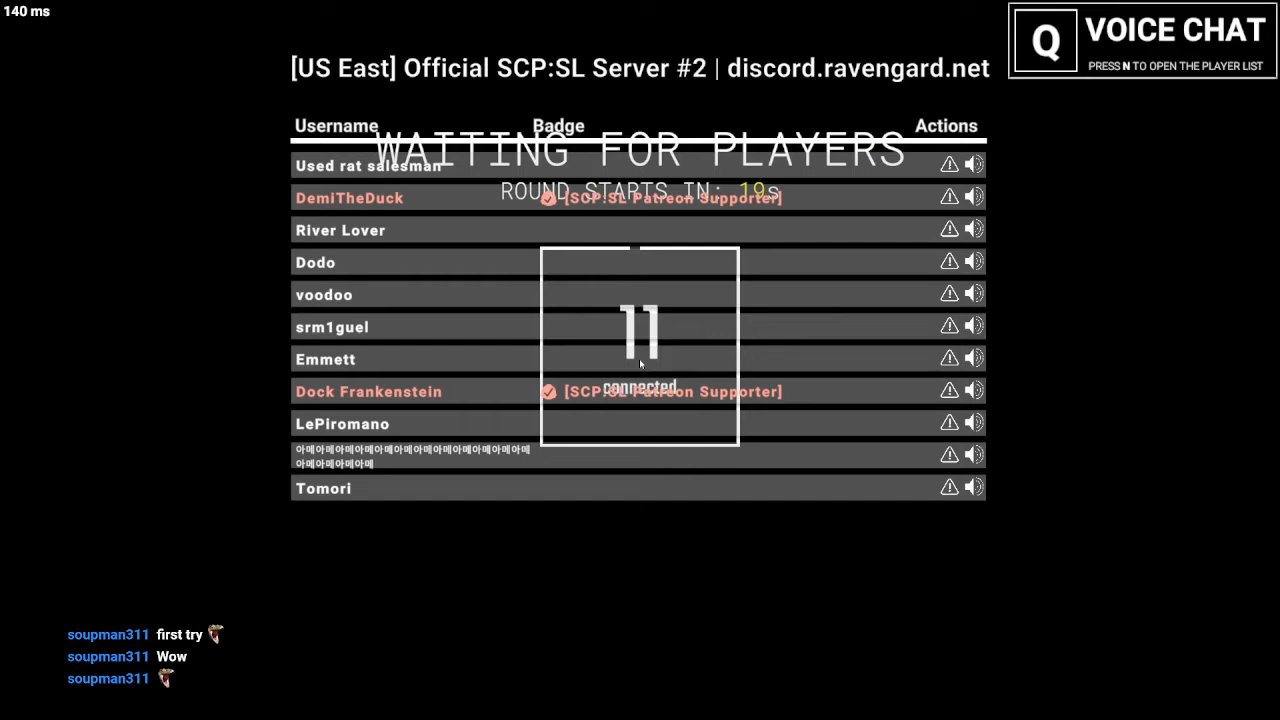 140 ms
Q
VOICE CHAT
PRESS N TO OPEN THE PLAYER LIST
[US East] Official SCP:SL Server #2 | discord.ravengard.net
Username Badge Actions
WAITING FOR PLAYERS
Used rat salesman
ROUND STARTS IN: 19s
DemiTheDuck [SCP:SL Patreon Supporter]
River Lover
Dodo
voodoo
srm1guel
11
Emmett
connected
Dock Frankenstein [SCP:SL Patreon Supporter]
LePiromano
아메아메아메아메아메아메아메아메아메아메아메아메
아메아메아메아메
Tomori
soupman311 first try
soupman311 Wow
soupman311